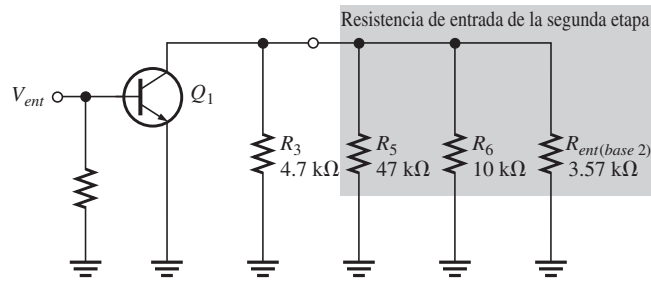 Resistencia de entrada de la segunda etapa
V_ent
Q_1
R_3
4.7 kΩ
R_5
47 kΩ
R_6
10 kΩ
R_ent(base 2)
3.57 kΩ